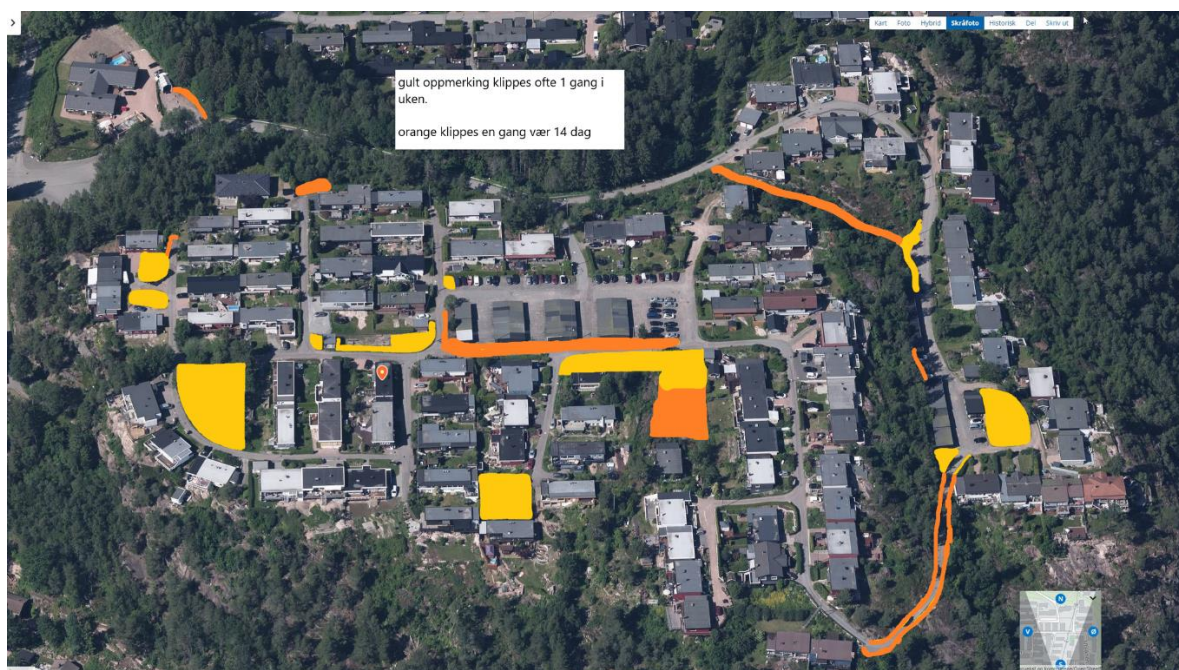 Kart Foto Hybrid Skråfoto Historisk Del Skriv ut
gult oppmerking klippes ofte 1 gang i
uken.
orange klippes en gang vær 14 dag
N
V Ø
S